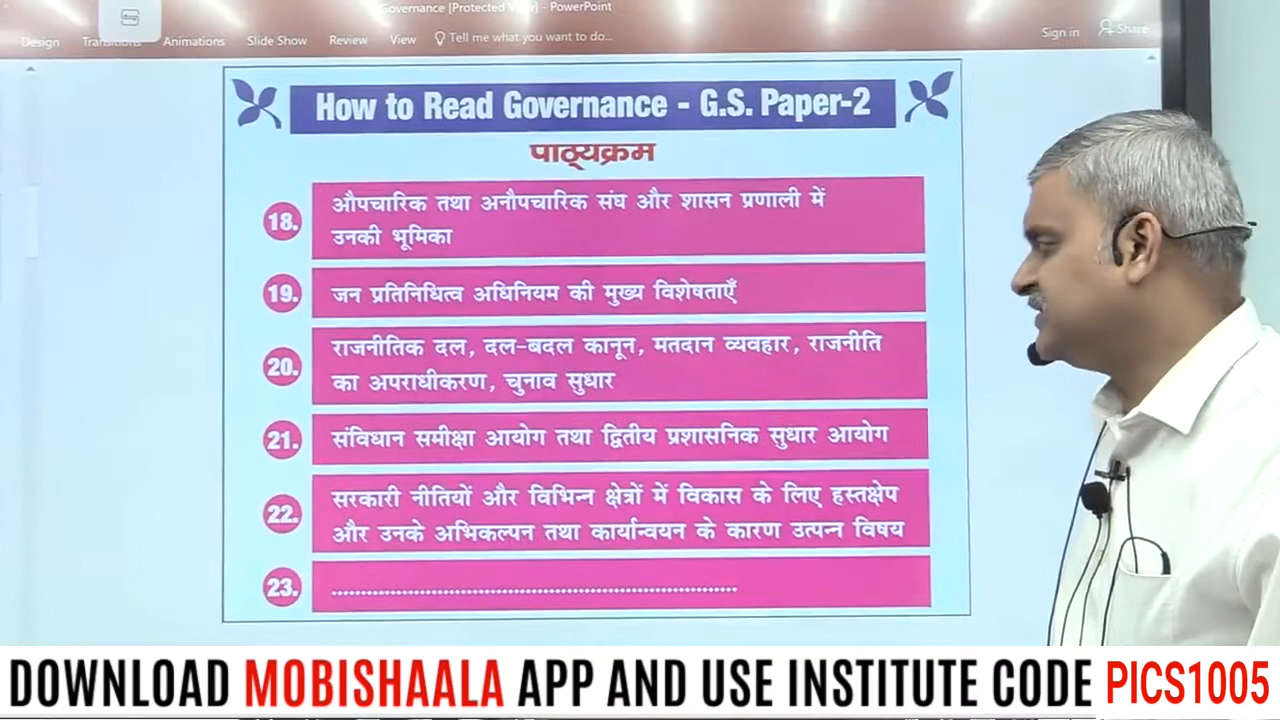 Governance [Protected View] - PowerPoint
Design Transitions Animations Slide Show Review View Tell me what you want to do... Sign in Share
How to Read Governance - G.S. Paper-2
पाठ्यक्रम
18. औपचारिक तथा अनौपचारिक संघ और शासन प्रणाली में
उनकी भूमिका
19. जन प्रतिनिधित्व अधिनियम की मुख्य विशेषताएँ
20. राजनीतिक दल, दल-बदल कानून, मतदान व्यवहार, राजनीति
का अपराधीकरण, चुनाव सुधार
21. संविधान समीक्षा आयोग तथा द्वितीय प्रशासनिक सुधार आयोग
22. सरकारी नीतियों और विभिन्न क्षेत्रों में विकास के लिए हस्तक्षेप
और उनके अभिकल्पन तथा कार्यान्वयन के कारण उत्पन्न विषय
23. ....................................................................
DOWNLOAD MOBISHAALA APP AND USE INSTITUTE CODE PICS1005